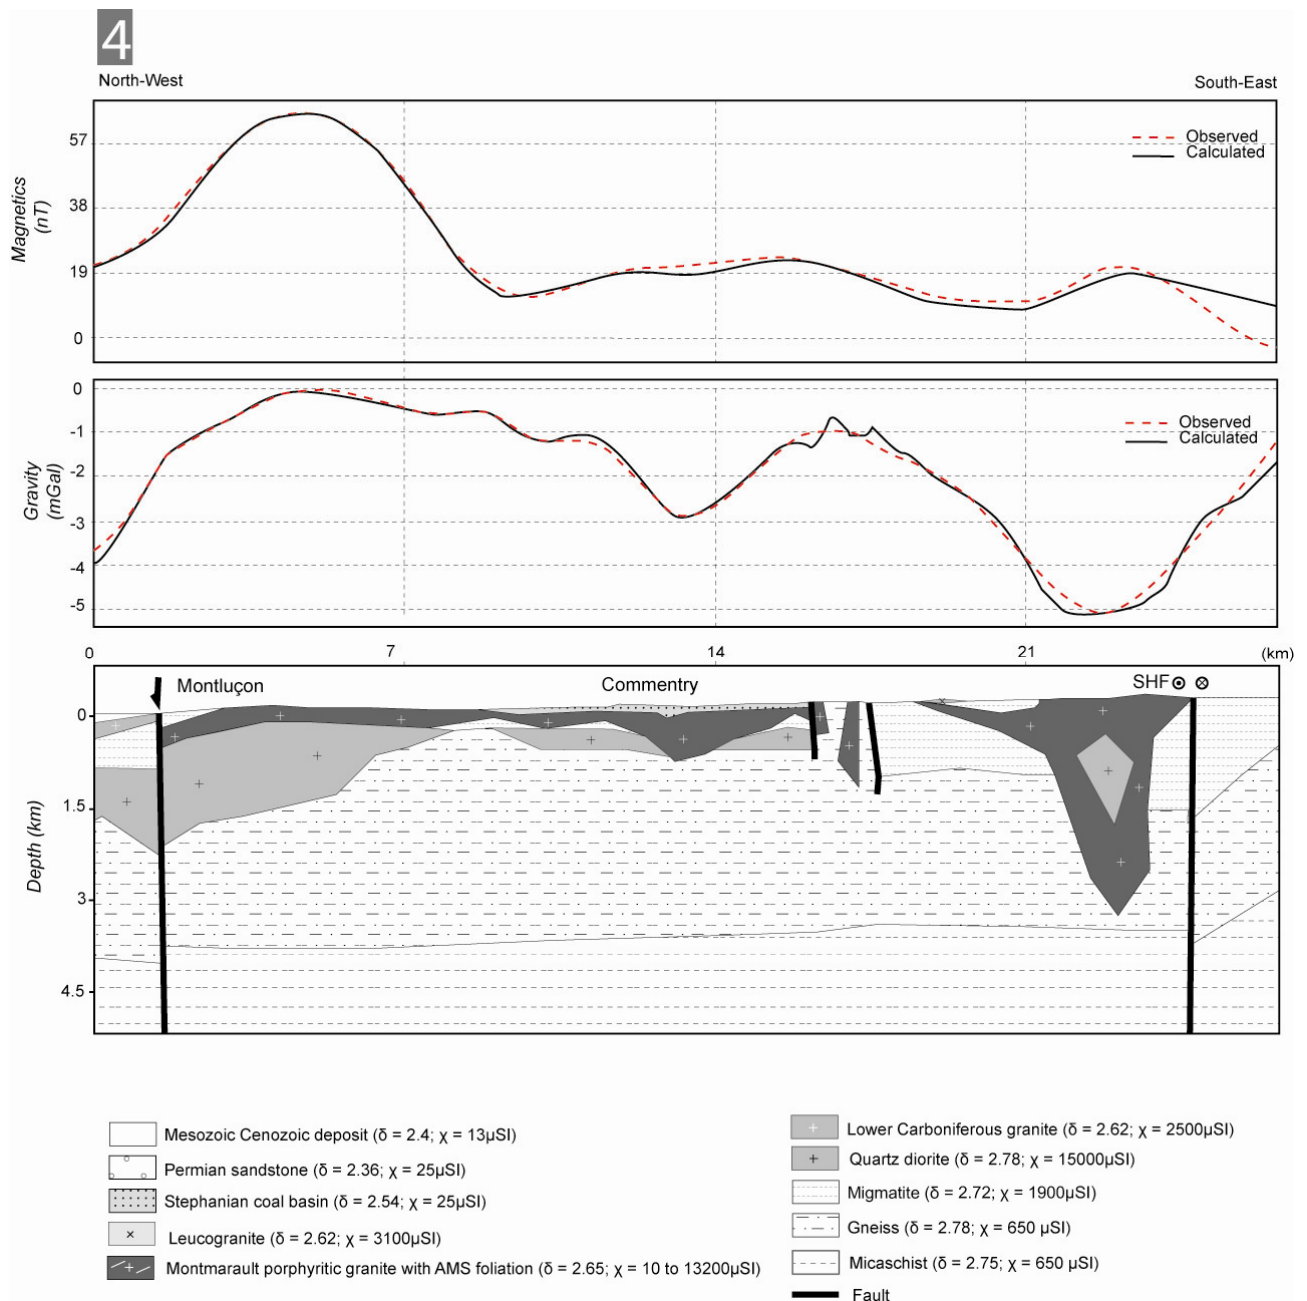 4
North-West
South-East
Magnetics
(nT)
57
38
19
0
Observed
Calculated
Gravity
(mGal)
0
-1
-2
-3
-4
-5
Observed
Calculated
0
7
14
21
(km)
Montluçon
Commentry
SHF
Depth (km)
0
1.5
3
4.5
Mesozoic Cenozoic deposit (δ = 2.4; χ = 13µSI)
Permian sandstone (δ = 2.36; χ = 25µSI)
Stephanian coal basin (δ = 2.54; χ = 25µSI)
Leucogranite (δ = 2.62; χ = 3100µSI)
Montmarault porphyritic granite with AMS foliation (δ = 2.65; χ = 10 to 13200µSI)
Lower Carboniferous granite (δ = 2.62; χ = 2500µSI)
Quartz diorite (δ = 2.78; χ = 15000µSI)
Migmatite (δ = 2.72; χ = 1900µSI)
Gneiss (δ = 2.78; χ = 650 µSI)
Micaschist (δ = 2.75; χ = 650 µSI)
Fault